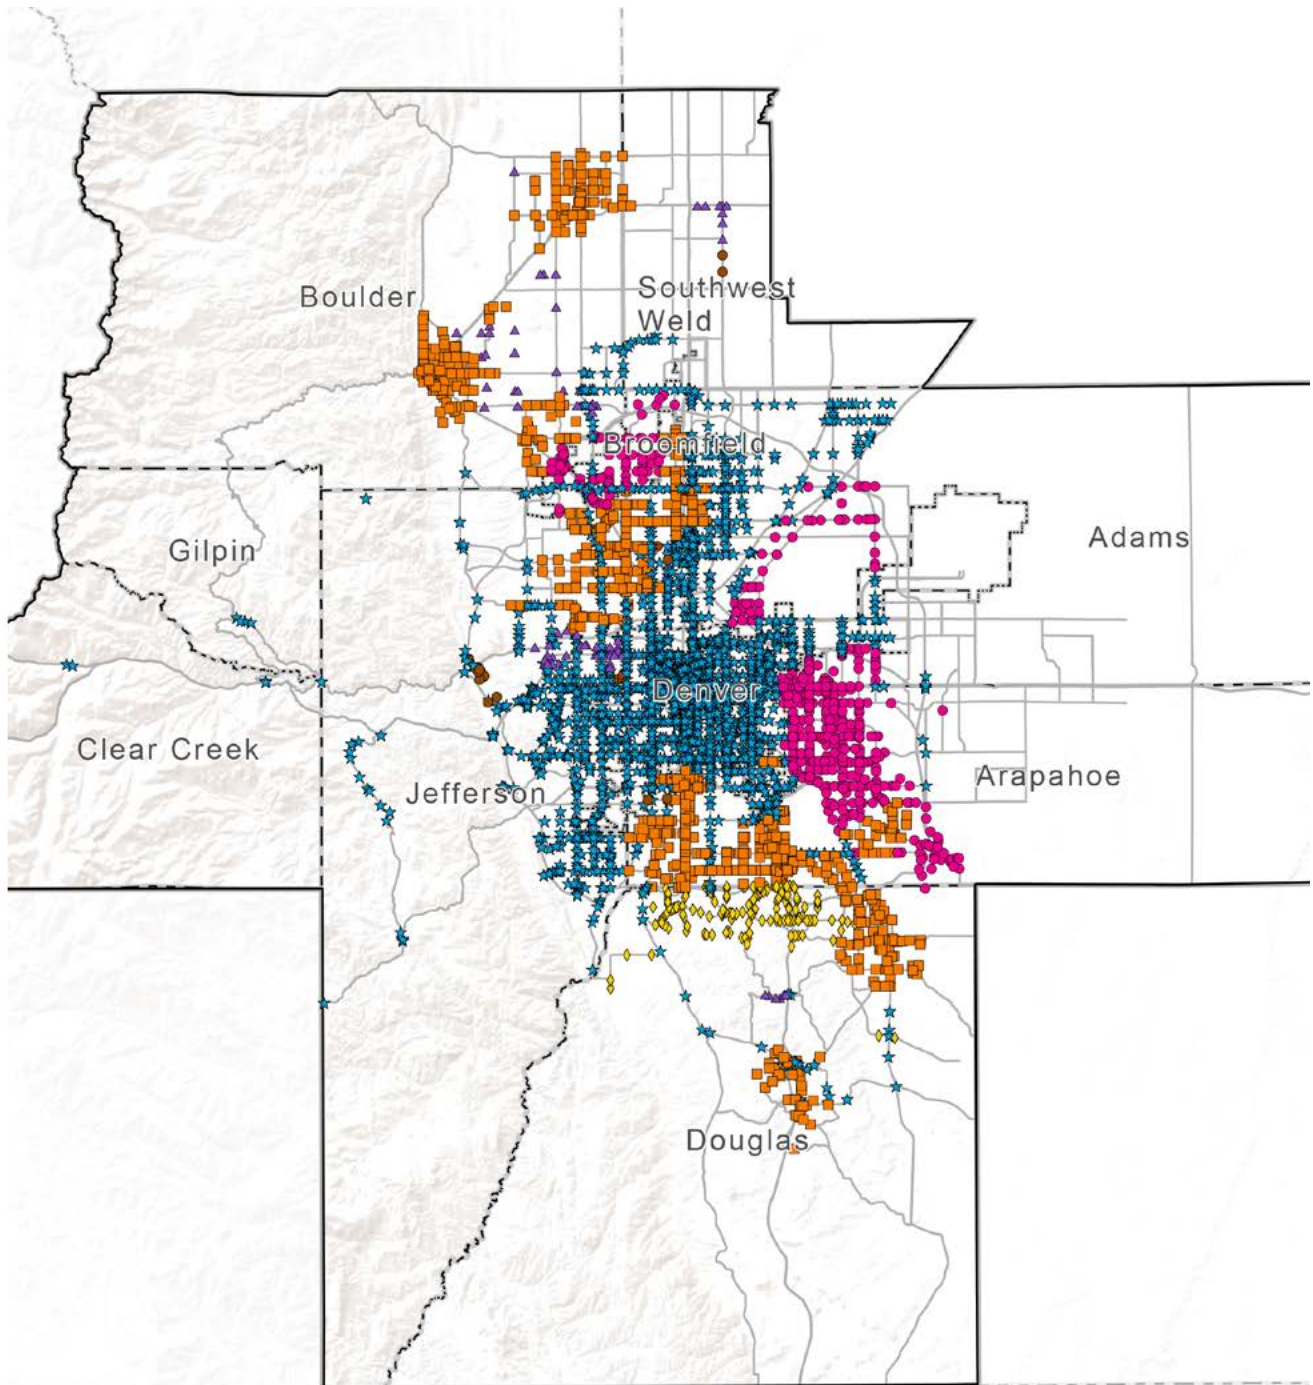 Boulder
Southwest
Weld
Broomfield
Gilpin
Adams
Denver
Clear Creek
Jefferson
Arapahoe
Douglas